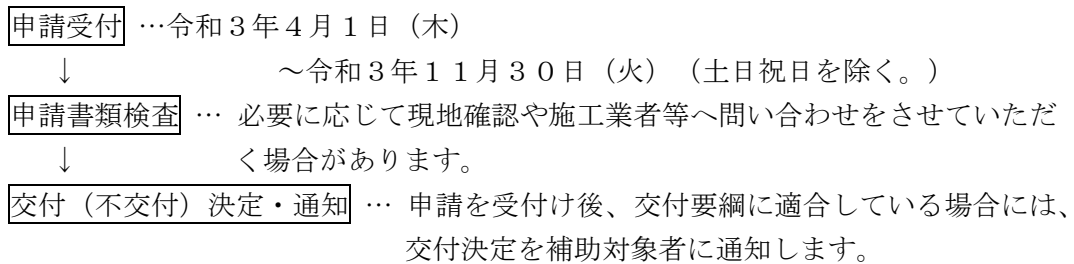 申請受付 …令和３年４月１日（木）
↓ ～令和３年１１月３０日（火）（土日祝日を除く。）
申請書類検査 … 必要に応じて現地確認や施工業者等へ問い合わせをさせていただ
↓ く場合があります。
交付（不交付）決定・通知 … 申請を受付け後、交付要綱に適合している場合には、
交付決定を補助対象者に通知します。